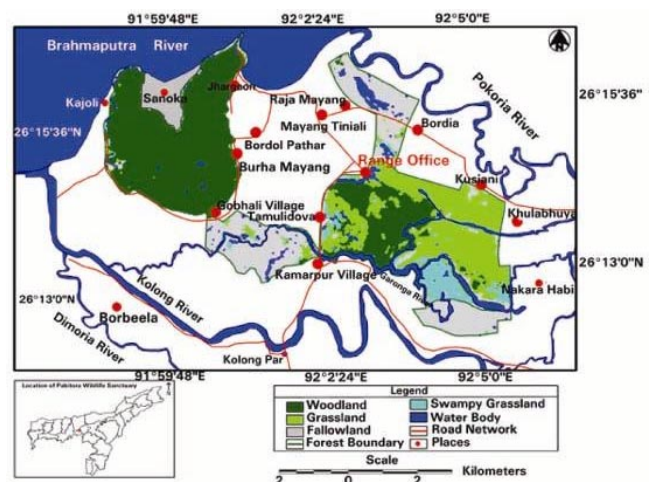 91°59'48"E
92°2'24"E
92°5'0"E
Brahmaputra River
N
Jhargaon
Sanoka
Kajoli
Raja Mayang
Pokoria River
26°15'36"N
26°15'36"N
Mayang Tiniali
Bordia
Bordol Pathar
Burha Mayang
Range Office
Kusiani
Gobhali Village
Tamulidova
Khulabhuya
Kamarpur Village
Garonga River
26°13'0"N
Nakara Habi
26°13'0"N
Kolong River
Borbeela
Dimoria River
Kolong Par
91°59'48"E
92°2'24"E
92°5'0"E
Location of Pabitora Wildlife Sanctuary
N
Legend
Woodland
Swampy Grassland
Grassland
Water Body
Fallowland
Road Network
Forest Boundary
Places
Scale
2 0 2
Kilometers